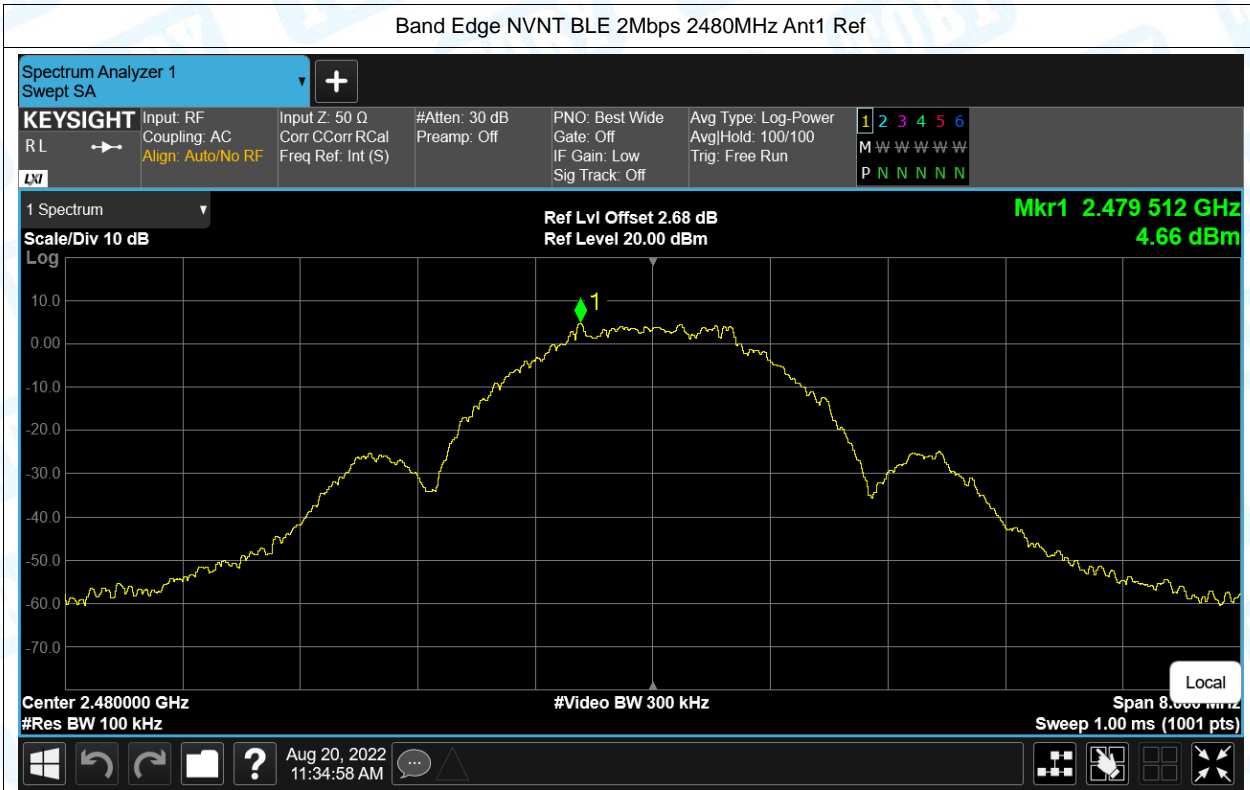 Band Edge NVNT BLE 2Mbps 2480MHz Ant1 Ref
Spectrum Analyzer 1
Swept SA
KEYSIGHT
RL
LXI
Input: RF
Coupling: AC
Align: Auto/No RF
Input Z: 50 Ω
Corr CCorr RCal
Freq Ref: Int (S)
#Atten: 30 dB
Preamp: Off
PNO: Best Wide
Gate: Off
IF Gain: Low
Sig Track: Off
Avg Type: Log-Power
Avg|Hold: 100/100
Trig: Free Run
1 2 3 4 5 6
M W W W W W
P N N N N N
1 Spectrum
Scale/Div 10 dB
Log
Ref Lvl Offset 2.68 dB
Ref Level 20.00 dBm
Mkr1 2.479 512 GHz
4.66 dBm
1
10.0
0.00
-10.0
-20.0
-30.0
-40.0
-50.0
-60.0
-70.0
Local
Center 2.480000 GHz
#Res BW 100 kHz
#Video BW 300 kHz
Span 8.000 MHz
Sweep 1.00 ms (1001 pts)
?
Aug 20, 2022
11:34:58 AM